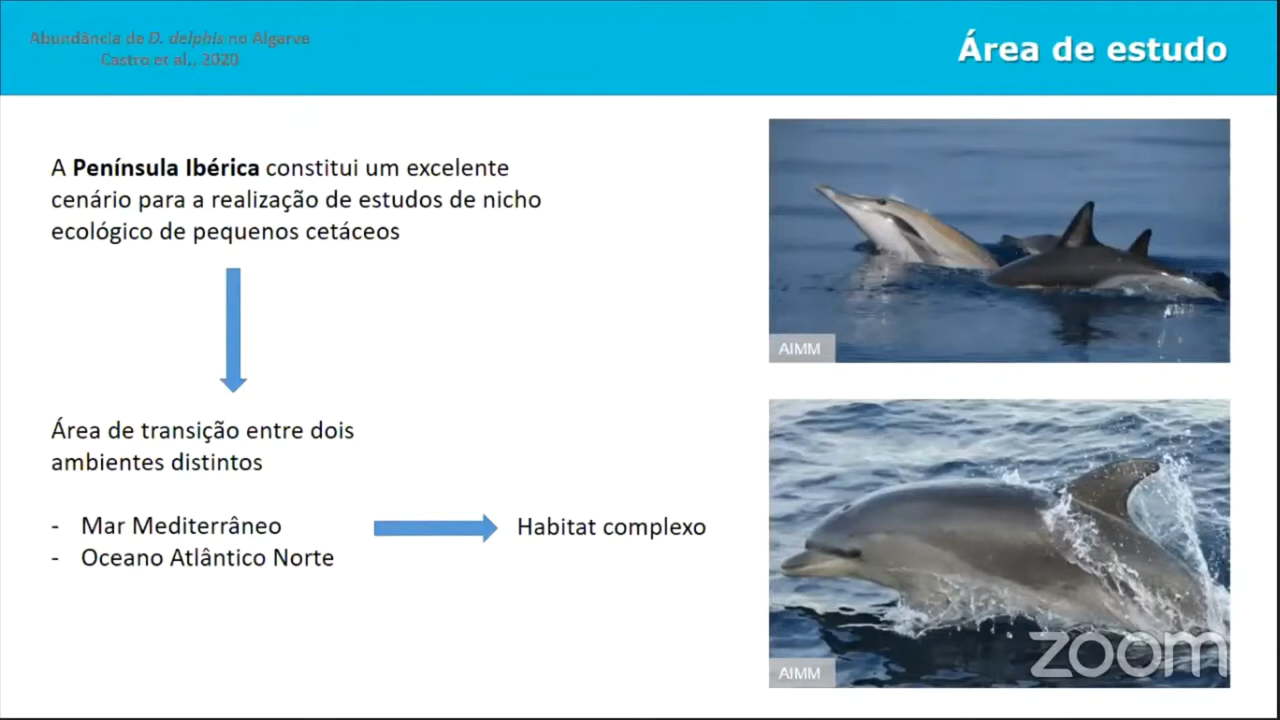 Abundância de D. delphis no Algarve
Castro et al., 2020
Área de estudo
A Península Ibérica constitui um excelente
cenário para a realização de estudos de nicho
ecológico de pequenos cetáceos
Área de transição entre dois
ambientes distintos
- Mar Mediterrâneo
- Oceano Atlântico Norte
Habitat complexo
AIMM
AIMM
zoom